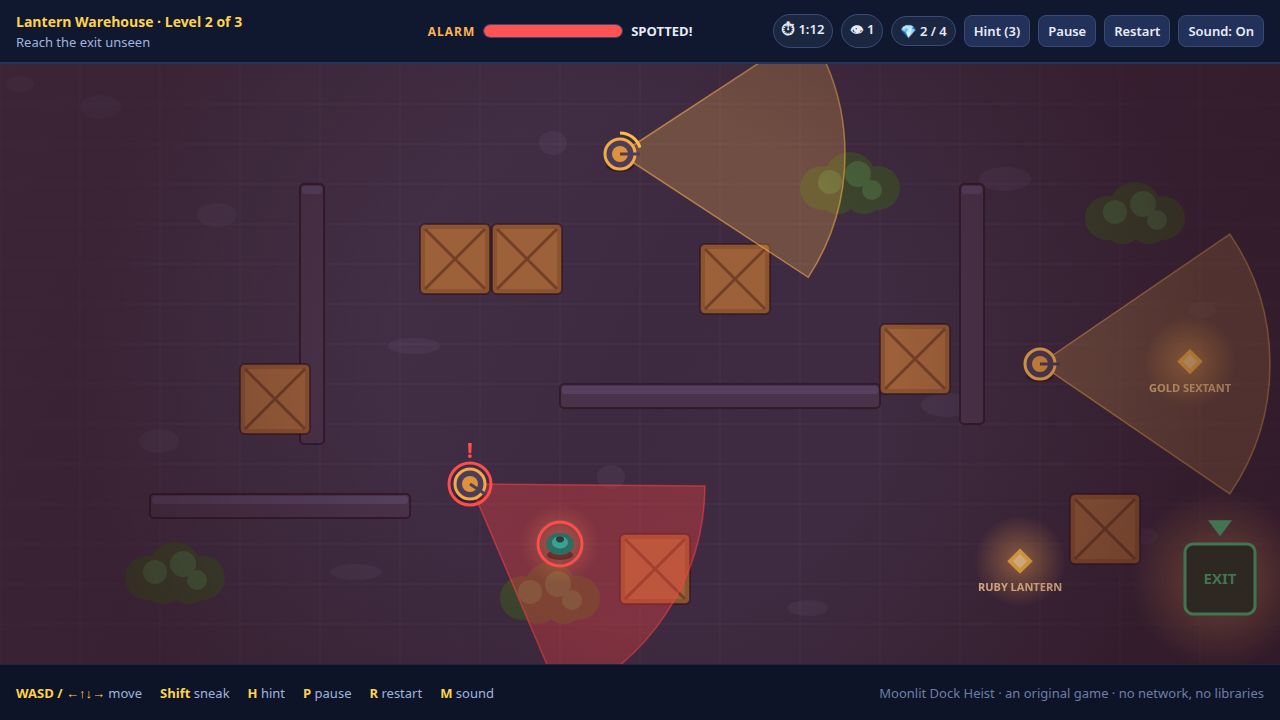 Lantern Warehouse · Level 2 of 3
Reach the exit unseen
ALARM SPOTTED!
⏱ 1:12
👁 1
💎 2 / 4
Hint (3)
Pause
Restart
Sound: On
!
GOLD SEXTANT
RUBY LANTERN
EXIT
WASD / ←↑↓→ move Shift sneak H hint P pause R restart M sound
Moonlit Dock Heist · an original game · no network, no libraries